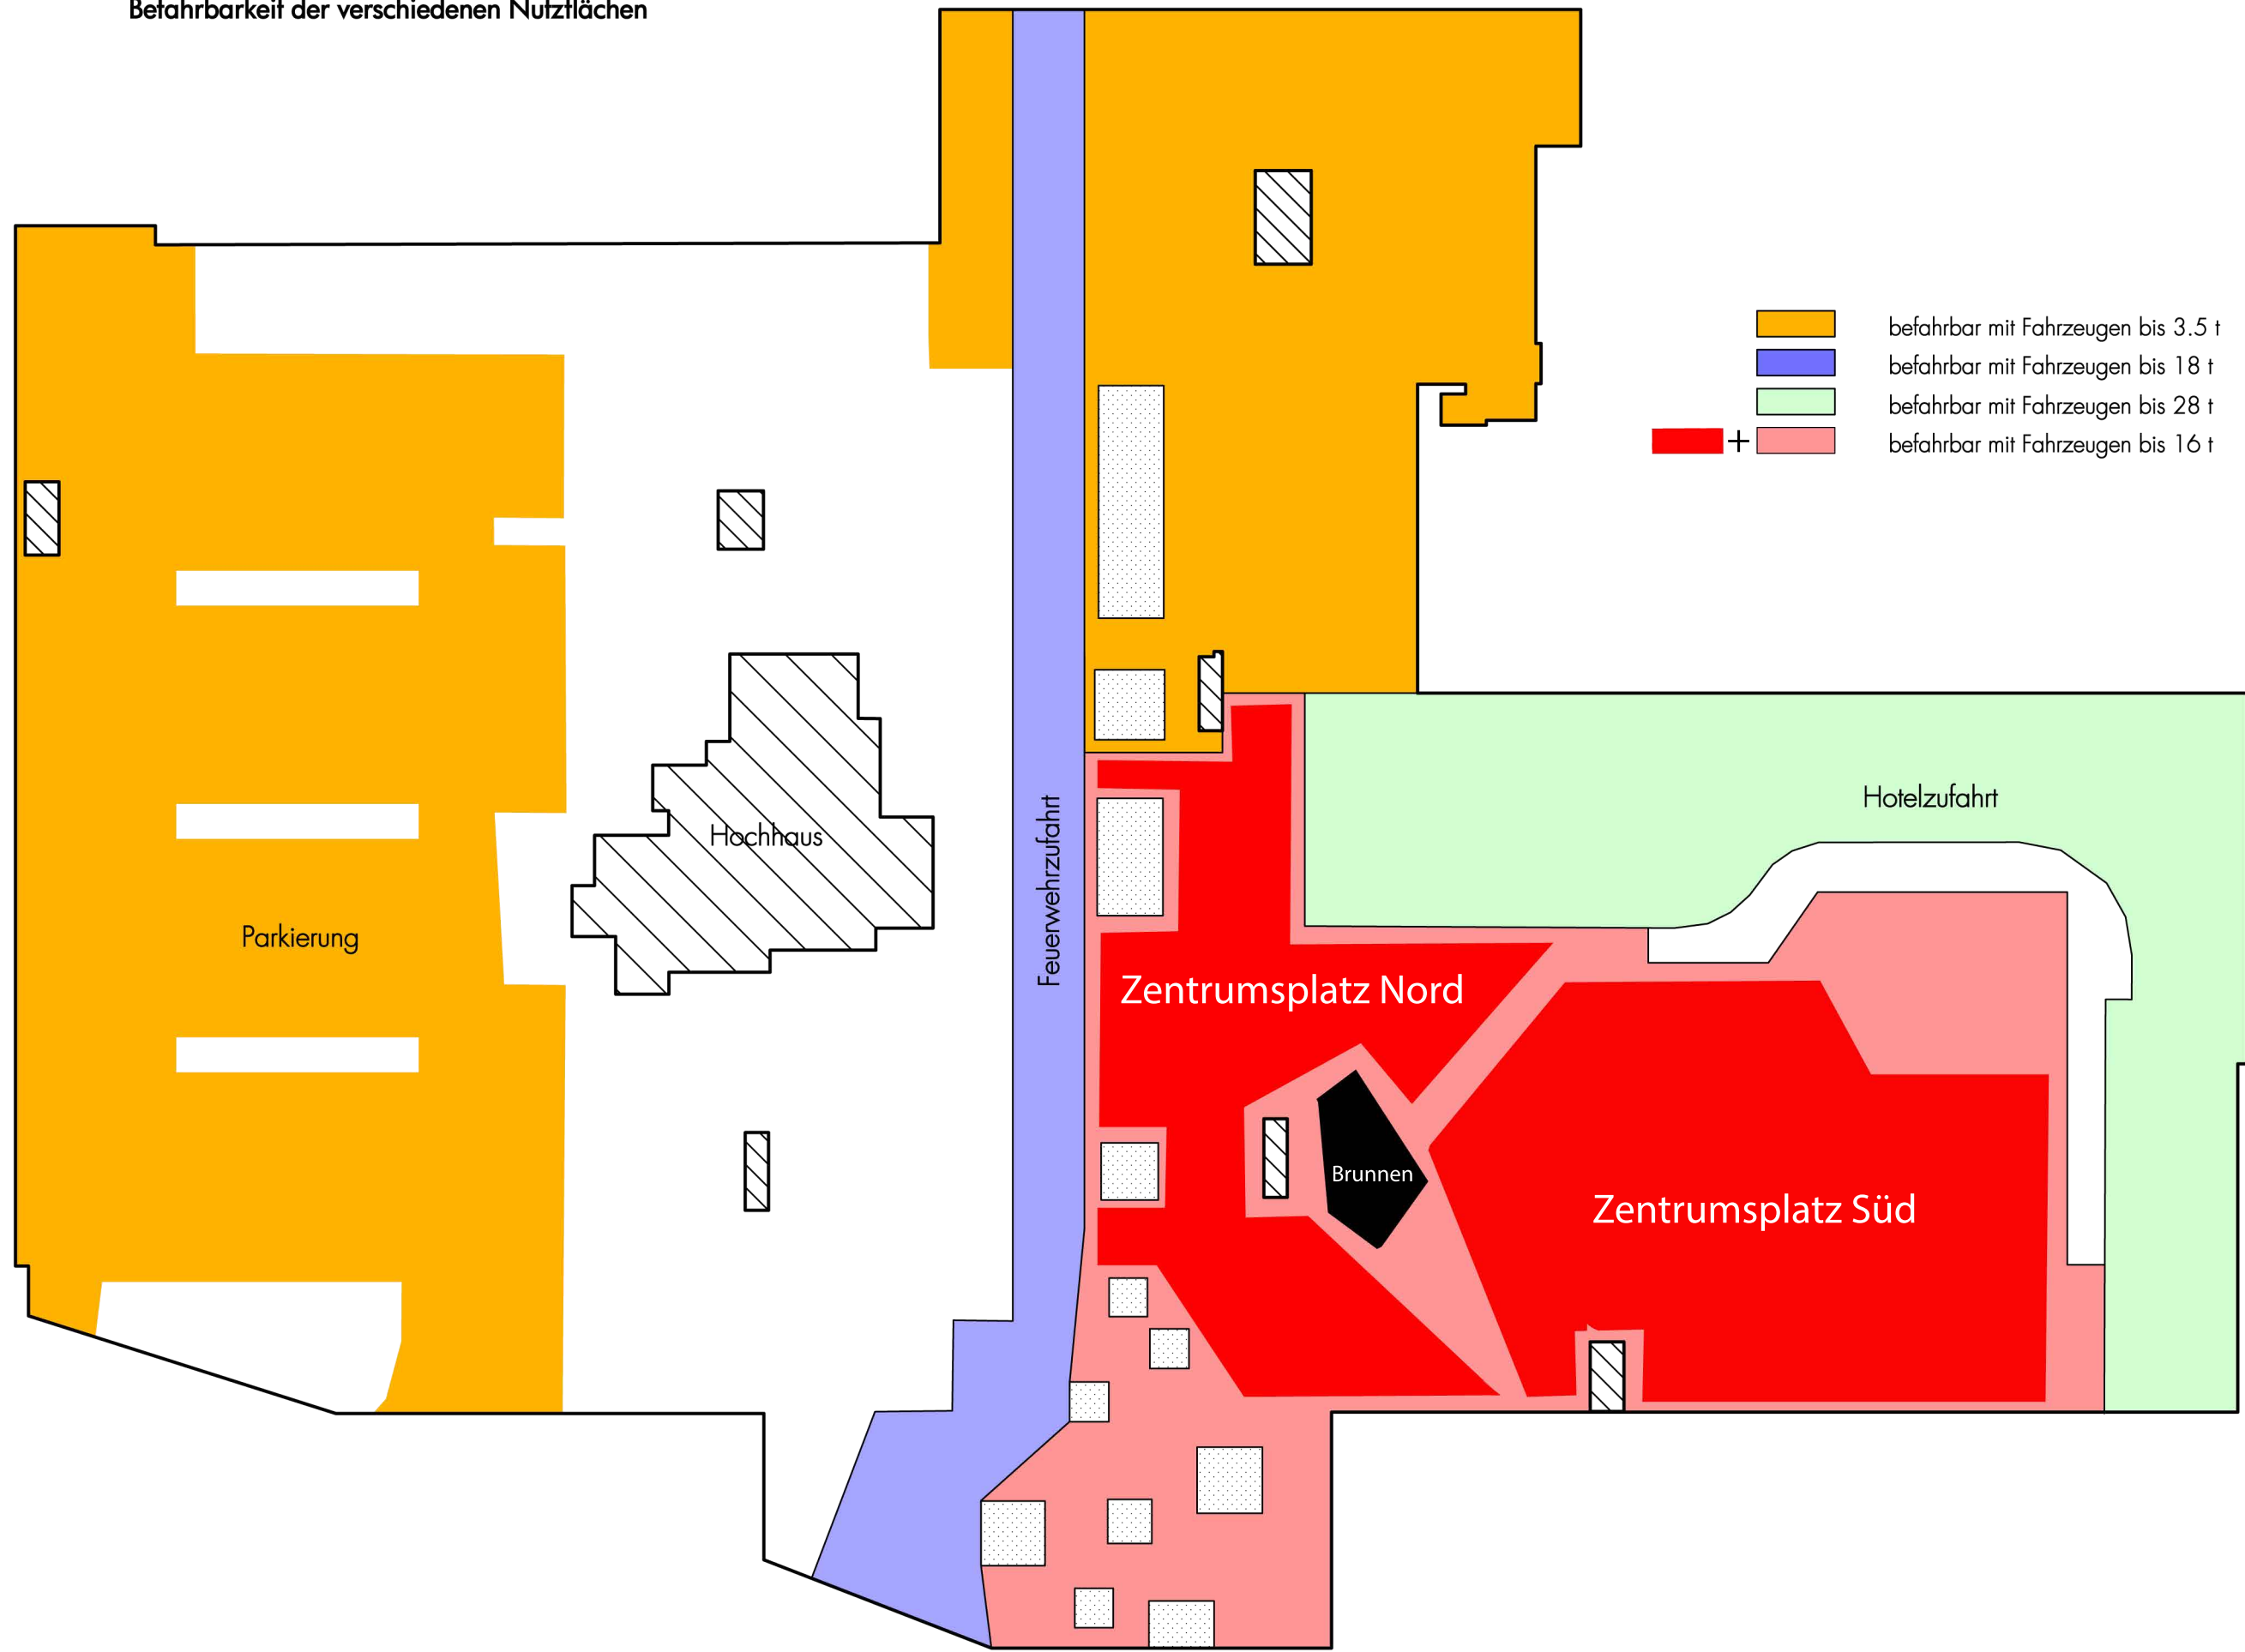 Befahrbarkeit der verschiedenen Nutzflächen
befahrbar mit Fahrzeugen bis 3.5 t
befahrbar mit Fahrzeugen bis 18 t
befahrbar mit Fahrzeugen bis 28 t
+ befahrbar mit Fahrzeugen bis 16 t
Hotelzufahrt
Hochhaus
Feuerwehrzufahrt
Parkierung
Zentrumsplatz Nord
Brunnen
Zentrumsplatz Süd